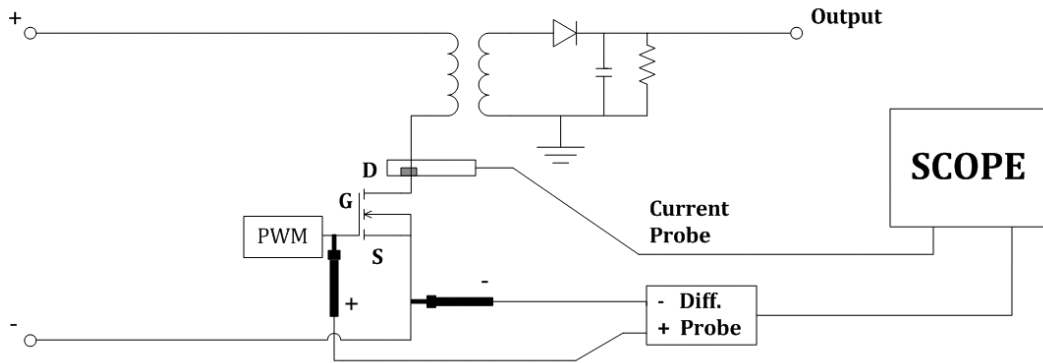 +
Output
D
SCOPE
G
Current
Probe
PWM
S
+
-
- Diff.
+ Probe
-